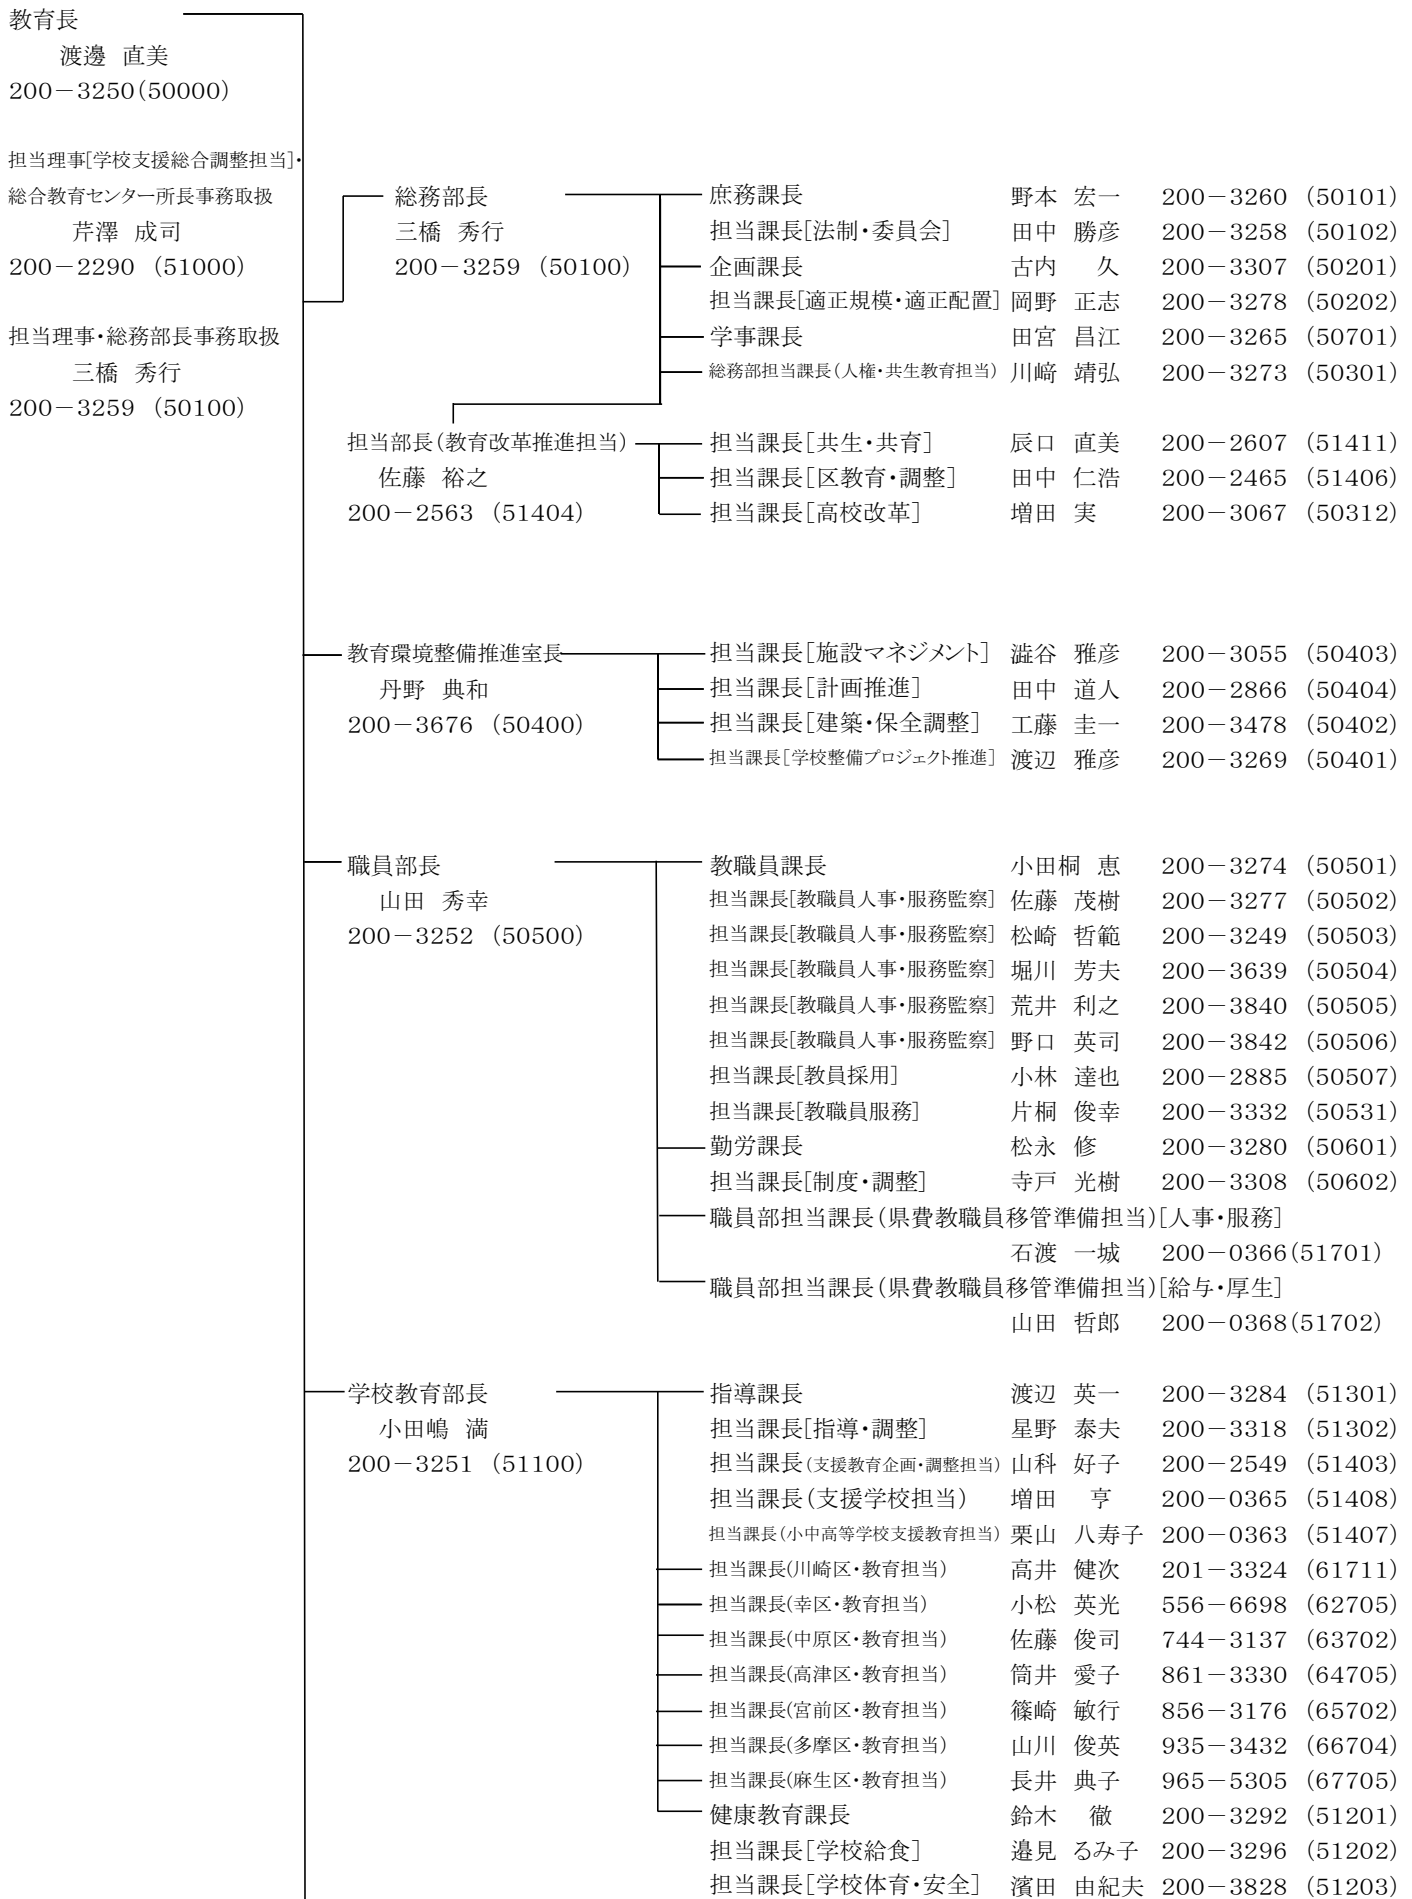 教育長
渡邊 直美
200－3250(50000)
担当理事[学校支援総合調整担当]・
総合教育センター所長事務取扱
芹澤 成司
200－2290 (51000)
担当理事・総務部長事務取扱
三橋 秀行
200－3259 (50100)
総務部長
三橋 秀行
200－3259 (50100)
庶務課長 野本 宏一 200－3260 (50101)
担当課長[法制・委員会] 田中 勝彦 200－3258 (50102)
企画課長 古内 久 200－3307 (50201)
担当課長[適正規模・適正配置] 岡野 正志 200－3278 (50202)
学事課長 田宮 昌江 200－3265 (50701)
総務部担当課長(人権・共生教育担当) 川﨑 靖弘 200－3273 (50301)
担当部長(教育改革推進担当)
佐藤 裕之
200－2563 (51404)
担当課長[共生・共育] 辰口 直美 200－2607 (51411)
担当課長[区教育・調整] 田中 仁浩 200－2465 (51406)
担当課長[高校改革] 増田 実 200－3067 (50312)
教育環境整備推進室長
丹野 典和
200－3676 (50400)
担当課長[施設マネジメント] 澁谷 雅彦 200－3055 (50403)
担当課長[計画推進] 田中 道人 200－2866 (50404)
担当課長[建築・保全調整] 工藤 圭一 200－3478 (50402)
担当課長[学校整備プロジェクト推進] 渡辺 雅彦 200－3269 (50401)
職員部長
山田 秀幸
200－3252 (50500)
教職員課長 小田桐 恵 200－3274 (50501)
担当課長[教職員人事・服務監察] 佐藤 茂樹 200－3277 (50502)
担当課長[教職員人事・服務監察] 松崎 哲範 200－3249 (50503)
担当課長[教職員人事・服務監察] 堀川 芳夫 200－3639 (50504)
担当課長[教職員人事・服務監察] 荒井 利之 200－3840 (50505)
担当課長[教職員人事・服務監察] 野口 英司 200－3842 (50506)
担当課長[教員採用] 小林 達也 200－2885 (50507)
担当課長[教職員服務] 片桐 俊幸 200－3332 (50531)
勤労課長 松永 修 200－3280 (50601)
担当課長[制度・調整] 寺戸 光樹 200－3308 (50602)
職員部担当課長(県費教職員移管準備担当)[人事・服務]
石渡 一城 200－0366(51701)
職員部担当課長(県費教職員移管準備担当)[給与・厚生]
山田 哲郎 200－0368(51702)
学校教育部長
小田嶋 満
200－3251 (51100)
指導課長 渡辺 英一 200－3284 (51301)
担当課長[指導・調整] 星野 泰夫 200－3318 (51302)
担当課長(支援教育企画・調整担当) 山科 好子 200－2549 (51403)
担当課長(支援学校担当) 増田 亨 200－0365 (51408)
担当課長(小中高等学校支援教育担当) 栗山 八寿子 200－0363 (51407)
担当課長(川崎区・教育担当) 高井 健次 201－3324 (61711)
担当課長(幸区・教育担当) 小松 英光 556－6698 (62705)
担当課長(中原区・教育担当) 佐藤 俊司 744－3137 (63702)
担当課長(高津区・教育担当) 筒井 愛子 861－3330 (64705)
担当課長(宮前区・教育担当) 篠崎 敏行 856－3176 (65702)
担当課長(多摩区・教育担当) 山川 俊英 935－3432 (66704)
担当課長(麻生区・教育担当) 長井 典子 965－5305 (67705)
健康教育課長 鈴木 徹 200－3292 (51201)
担当課長[学校給食] 邉見 るみ子 200－3296 (51202)
担当課長[学校体育・安全] 濱田 由紀夫 200－3828 (51203)